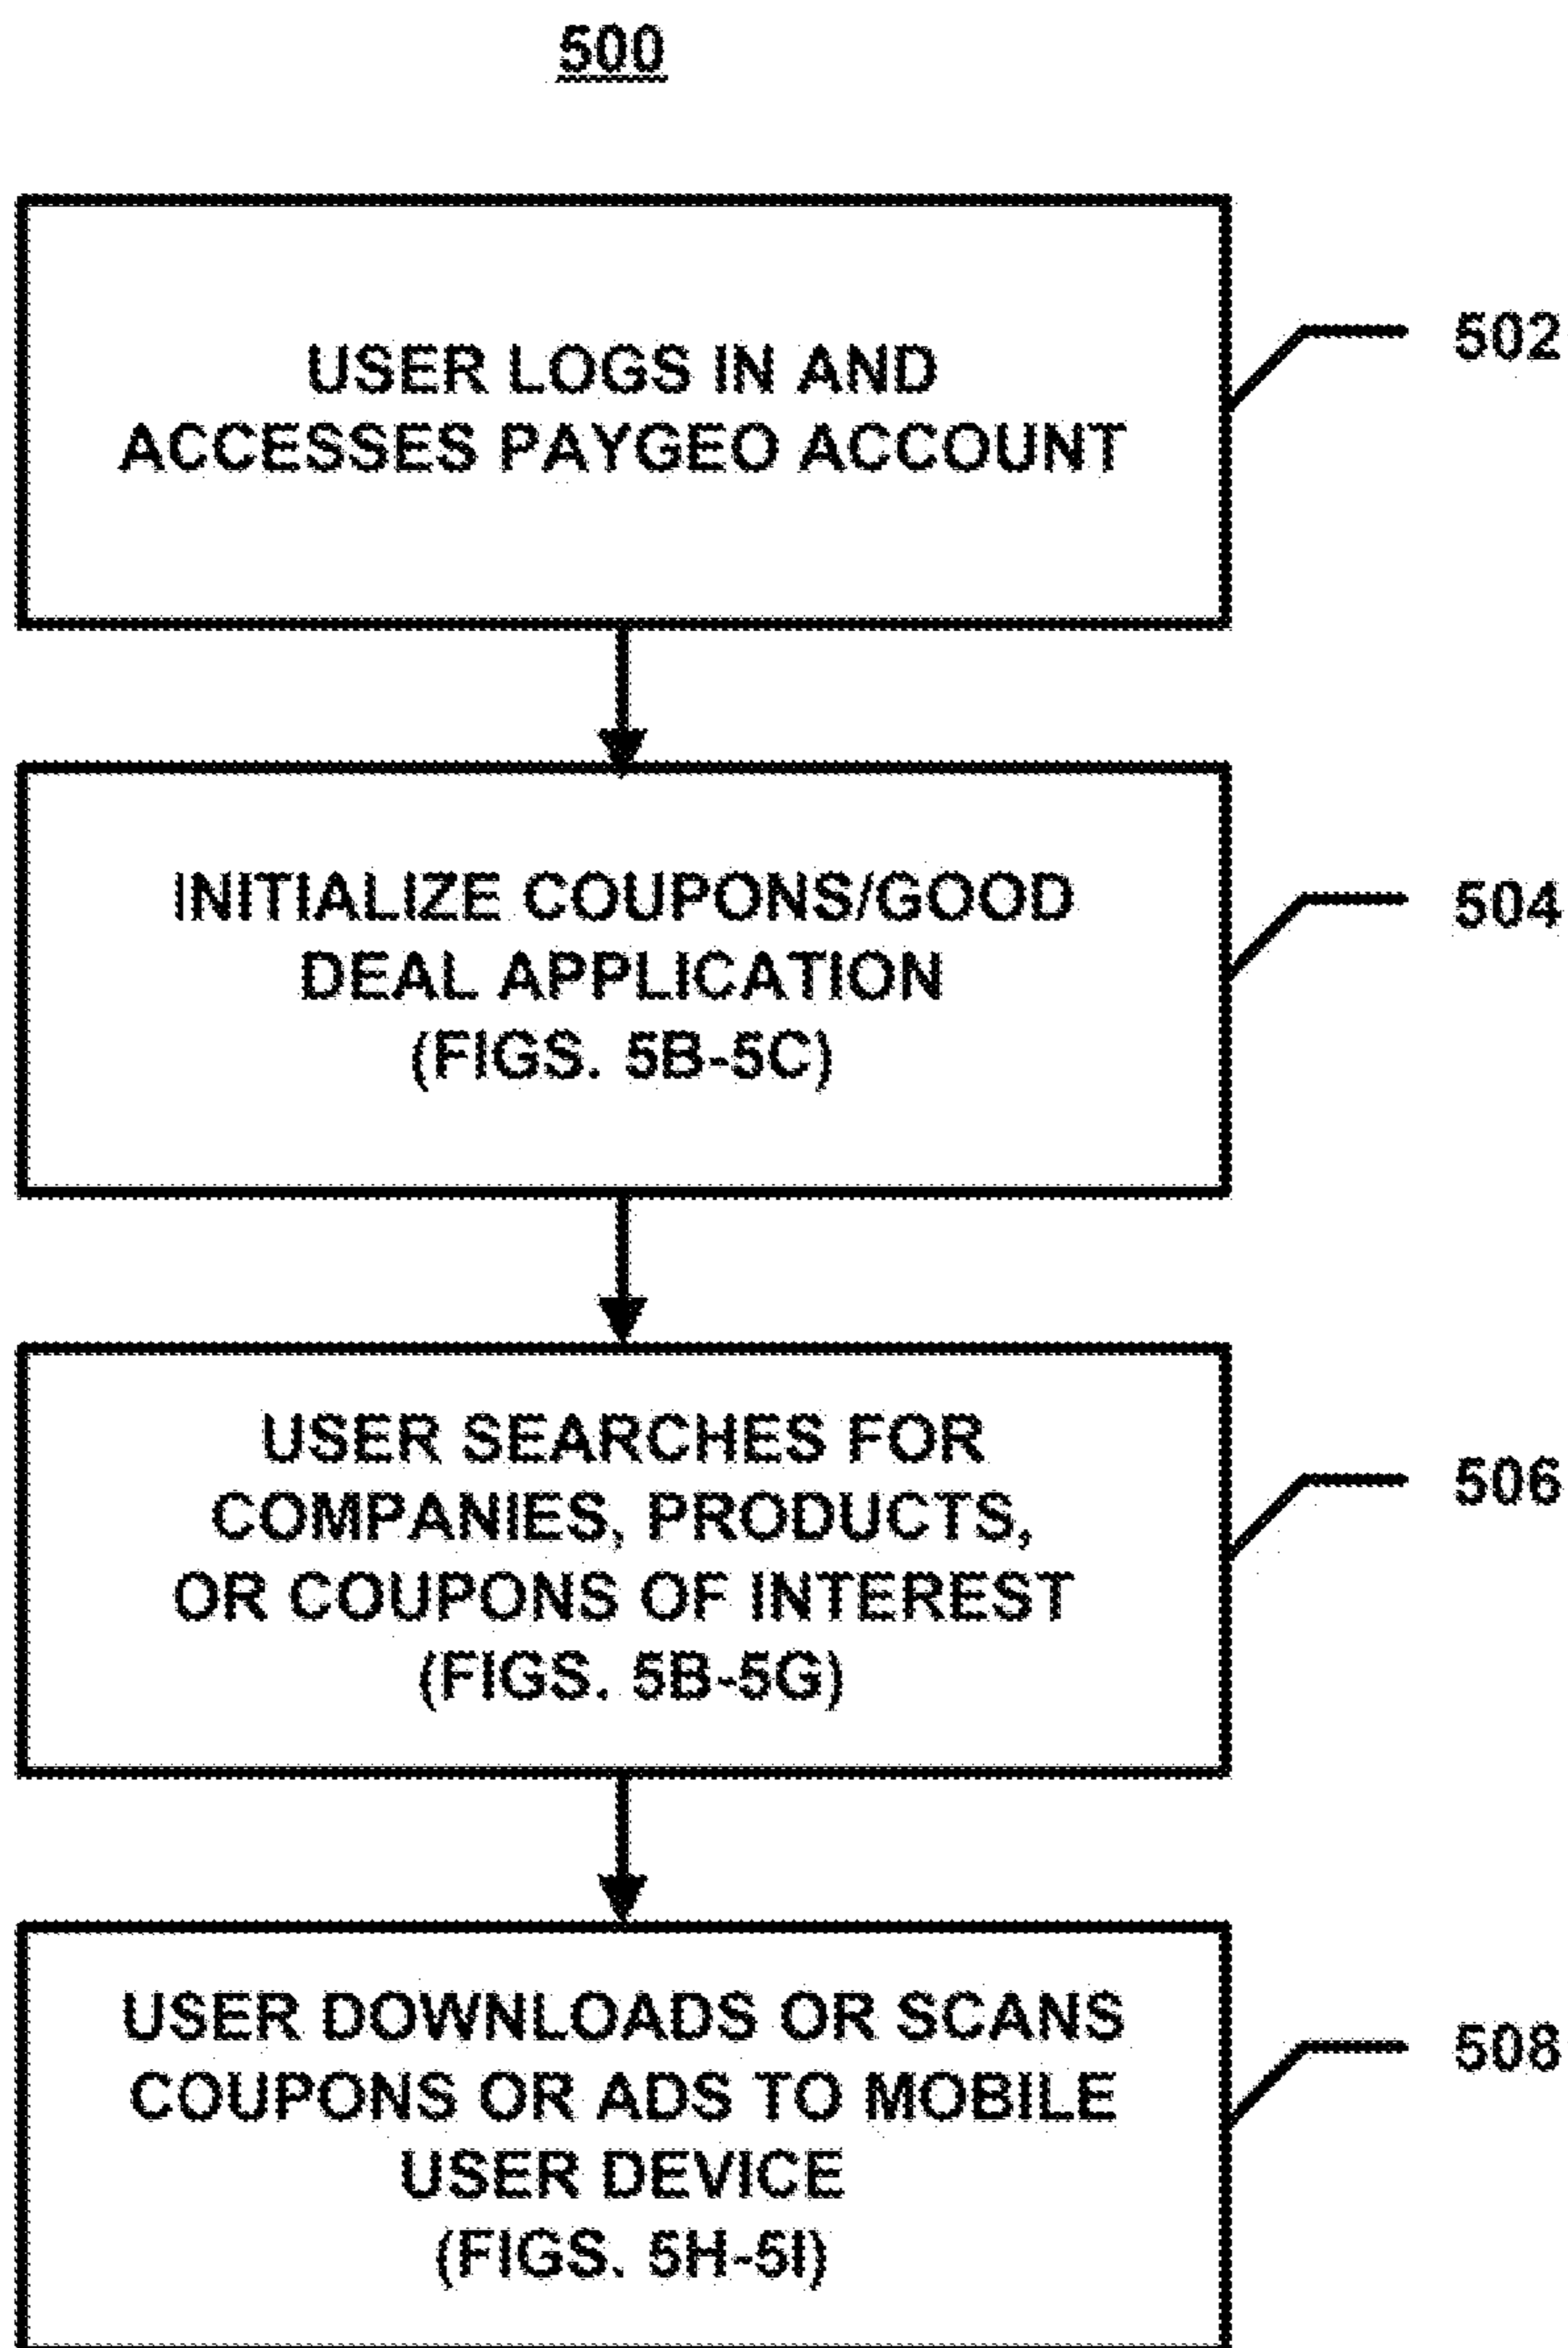 500
USER LOGS IN AND
ACCESSES PAYGEO ACCOUNT
502
INITIALIZE COUPONS/GOOD
DEAL APPLICATION
(FIGS. 5B-5C)
504
USER SEARCHES FOR
COMPANIES, PRODUCTS,
OR COUPONS OF INTEREST
(FIGS. 5B-5G)
506
USER DOWNLOADS OR SCANS
COUPONS OR ADS TO MOBILE
USER DEVICE
(FIGS. 5H-5I)
508